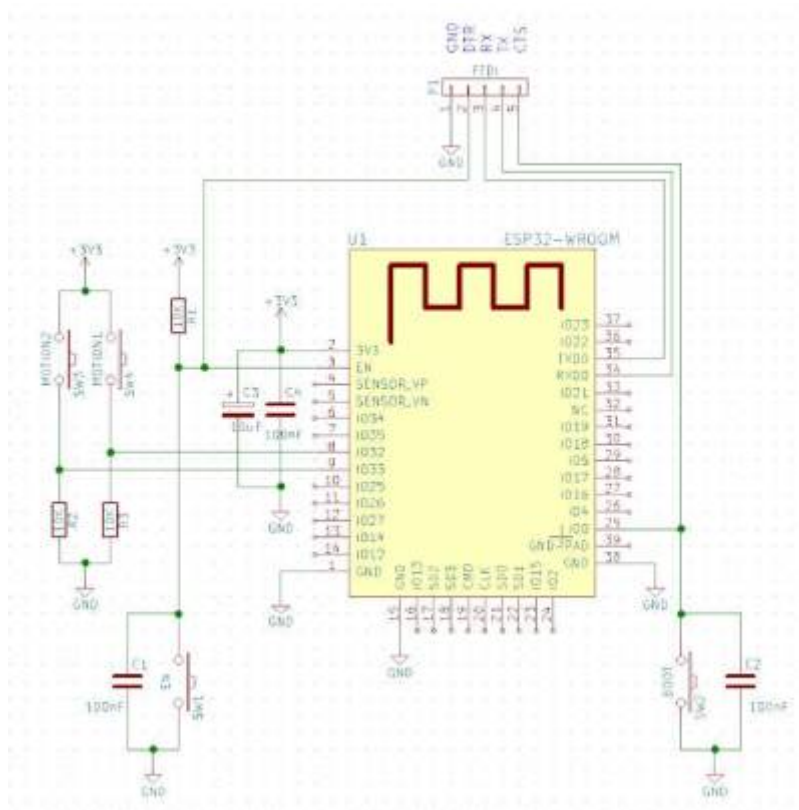 GND
DTR
RX
TX
CTS
FTDI
P1
1
2
3
4
5
GND
U1
ESP32-WROOM
+3V3
+3V3
+3V3
10K
R1
MOTION2
SW3
MOTION1
SW4
C3
10uF
C4
100nF
GND
10K
R2
10K
R3
GND
2 3V3
3 EN
4 SENSOR_VP
5 SENSOR_VN
6 IO34
7 IO35
8 IO32
9 IO33
10 IO25
11 IO26
12 IO27
13 IO14
14 IO12
1 GND
GND
IO23 37
IO22 36
TXD0 35
RXD0 34
IO21 33
NC 32
IO19 31
IO18 30
IO5 29
IO17 28
IO16 27
IO4 26
IO0 25
GND-PAD 39
GND 38
GND
GND 15
IO13 16
SD2 17
SD3 18
CMD 19
CLK 20
SD0 21
SD1 22
IO15 23
IO2 24
GND
C1
100nF
EN
SW1
GND
BOOT
SW2
C2
100nF
GND